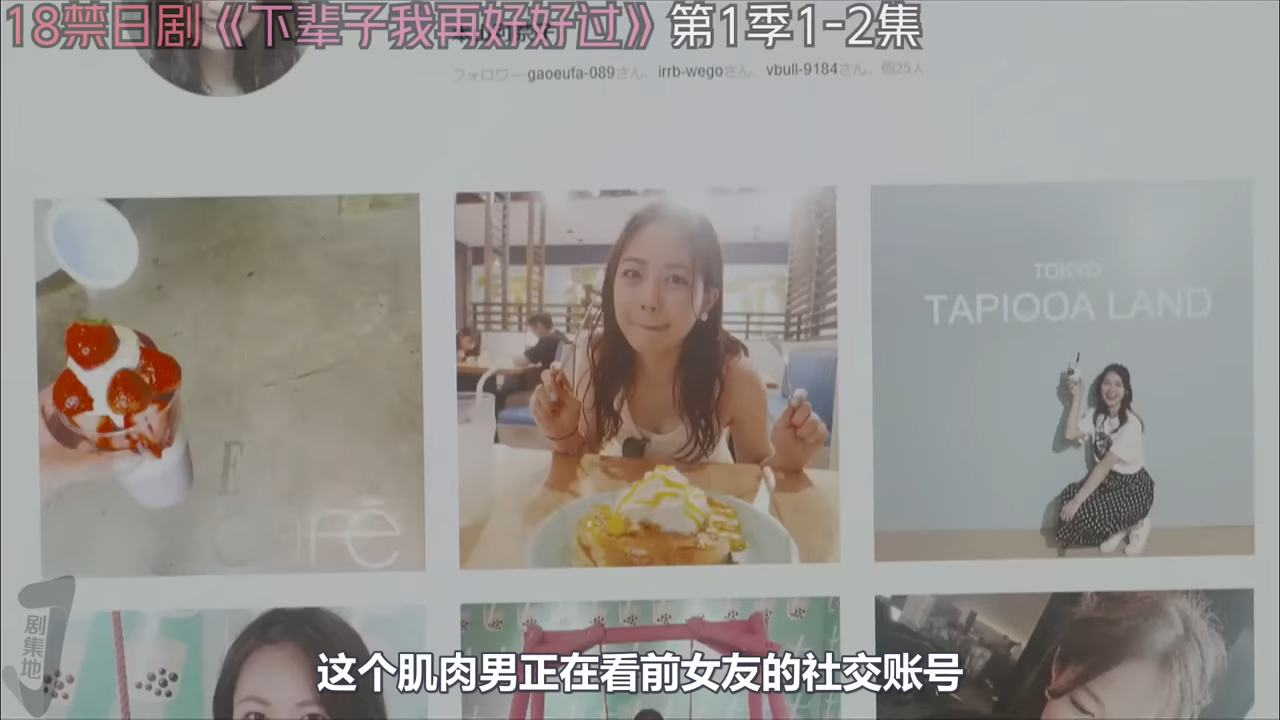 18禁日剧《下辈子我再好好过》第1季1-2集
フォロワー gaoeufa-089さん、irrb-wegoさん、vbull-9184さん、他25人
TOKYO
TAPIOOA LAND
CAFE
剧集地
这个肌肉男正在看前女友的社交账号